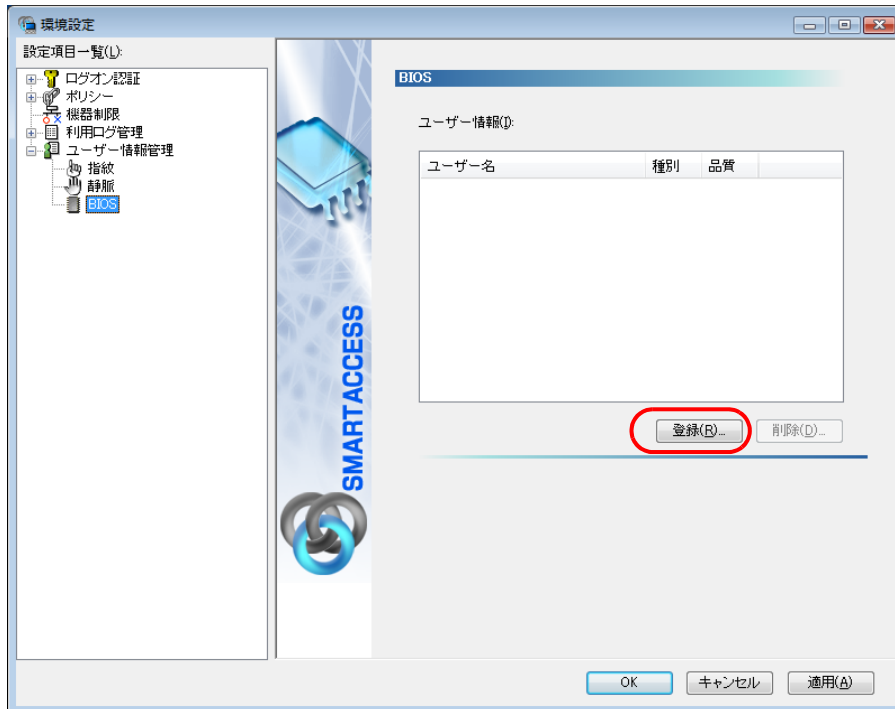 環境設定
設定項目一覧(L):
ログオン認証
ポリシー
機器制限
利用ログ管理
ユーザー情報管理
指紋
静脈
BIOS
SMARTACCESS
BIOS
ユーザー情報(I):
ユーザー名 種別 品質
登録(R)... 削除(D)...
OK キャンセル 適用(A)